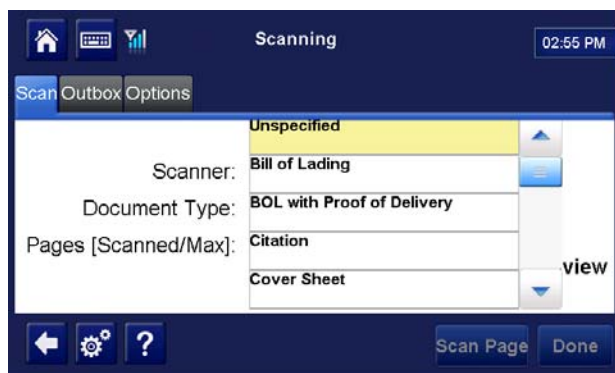 Scanning
02:55 PM
Scan Outbox Options
Unspecified
Scanner: Bill of Lading
Document Type: BOL with Proof of Delivery
Pages [Scanned/Max]: Citation
view
Cover Sheet
? Scan Page Done